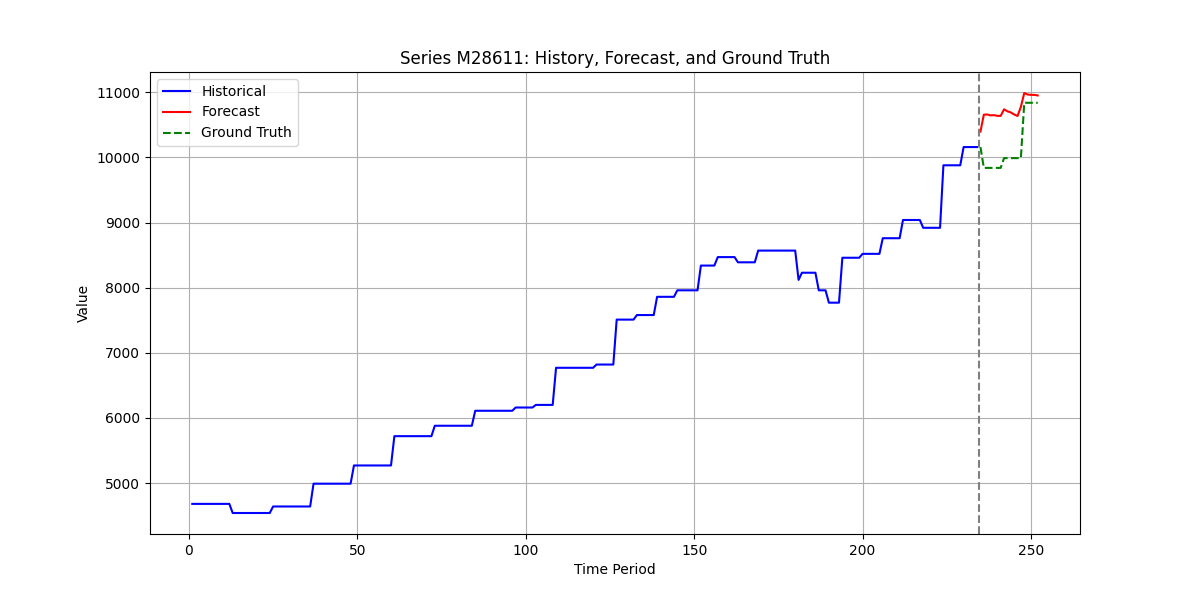 Series M28611: History, Forecast, and Ground Truth
Historical
Forecast
Ground Truth
11000
10000
9000
8000
7000
6000
5000
Value
0
50
100
150
200
250
Time Period